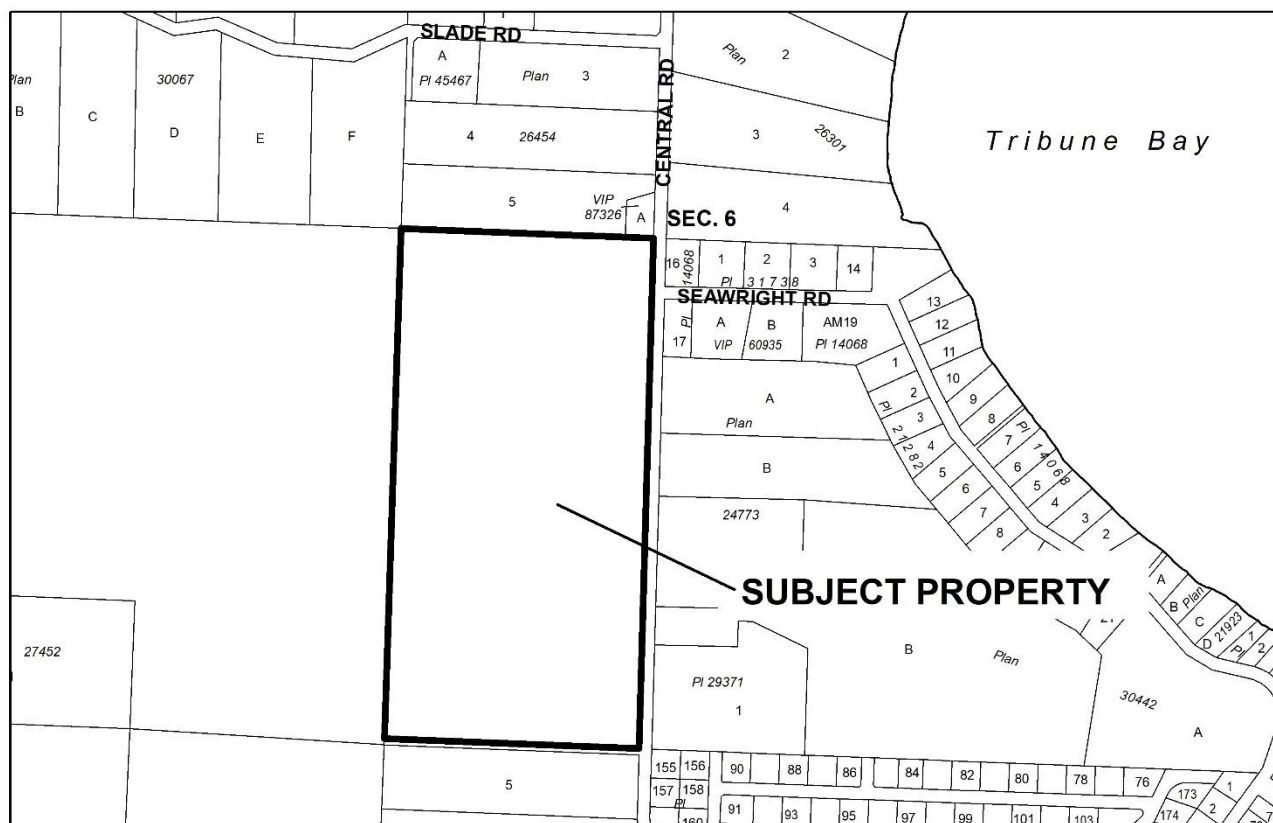 SLADE RD
A
Pl 45467
Plan 3
Plan 2
CENTRAL RD
30067
B
C
D
E
F
4 26454
3 26301
Tribune Bay
5
VIP
87326 A
SEC. 6
4
16
14068
1
2
3
14
Pl 31738
SEAWRIGHT RD
17
Pl
A
B
AM19
VIP 60935
Pl 14068
13
12
11
10
9
8
7
6
5
4
3
2
1
2
3
4
5
6
7
8
Pl 21282
Pl 14068
A
Plan
B
24773
SUBJECT PROPERTY
A
B
Plan
C
D
21923
Pl
1
2
27452
Pl 29371
1
B
Plan
30442
A
5
155 156
157 158
Pl
160
90
88
86
84
82
80
78
76
91
93
95
97
99
101
103
173
174
1
2